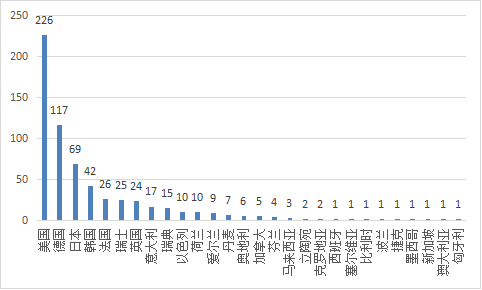 250
200
150
100
50
0
226
117
69
42
26
25
24
17
15
10
10
9
7
6
5
4
3
2
2
1
1
1
1
1
1
1
1
1
美国
德国
日本
韩国
法国
瑞士
英国
意大利
瑞典
以色列
荷兰
爱尔兰
丹麦
奥地利
加拿大
芬兰
马来西亚
立陶宛
克罗地亚
西班牙
塞尔维亚
比利时
波兰
捷克
墨西哥
新加坡
澳大利亚
匈牙利